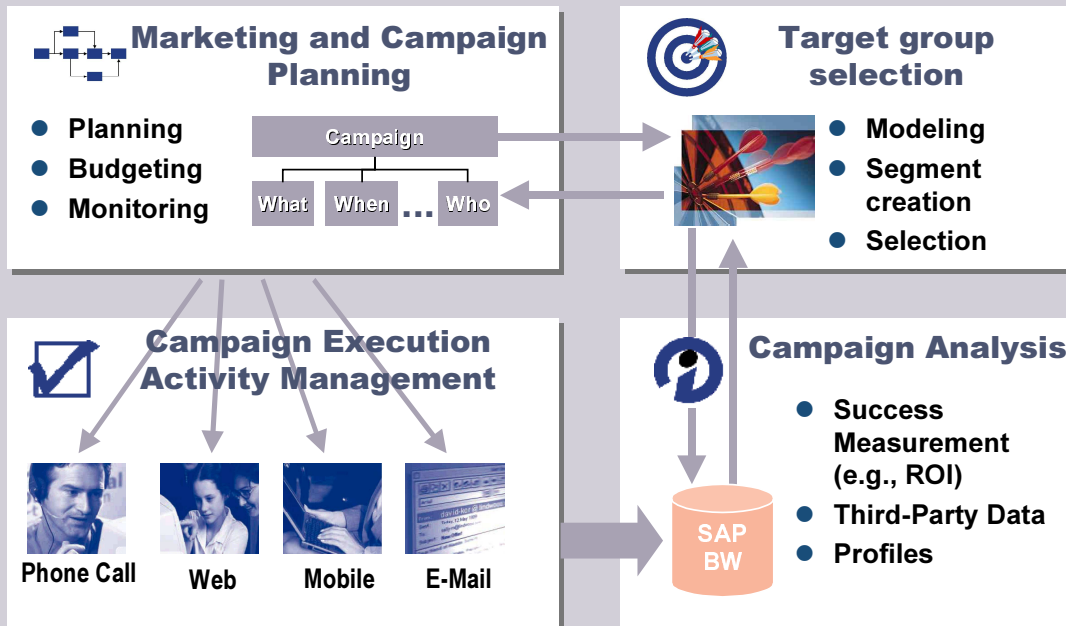 Marketing and Campaign
Planning
Planning
Budgeting
Monitoring
Campaign
What
When
...
Who
Target group
selection
Modeling
Segment
creation
Selection
Campaign Execution
Activity Management
Phone Call
Web
Mobile
E-Mail
Campaign Analysis
Success
Measurement
(e.g., ROI)
Third-Party Data
Profiles
SAP
BW